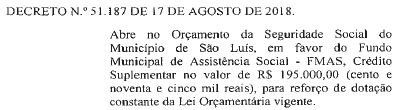 DECRETO N.º 51.187 DE 17 DE AGOSTO DE 2018.
Abre no Orçamento da Seguridade Social do
Município de São Luís, em favor do Fundo
Municipal de Assistência Social - FMAS, Crédito
Suplementar no valor de R$ 195.000,00 (cento e
noventa e cinco mil reais), para reforço de dotação
constante da Lei Orçamentária vigente.